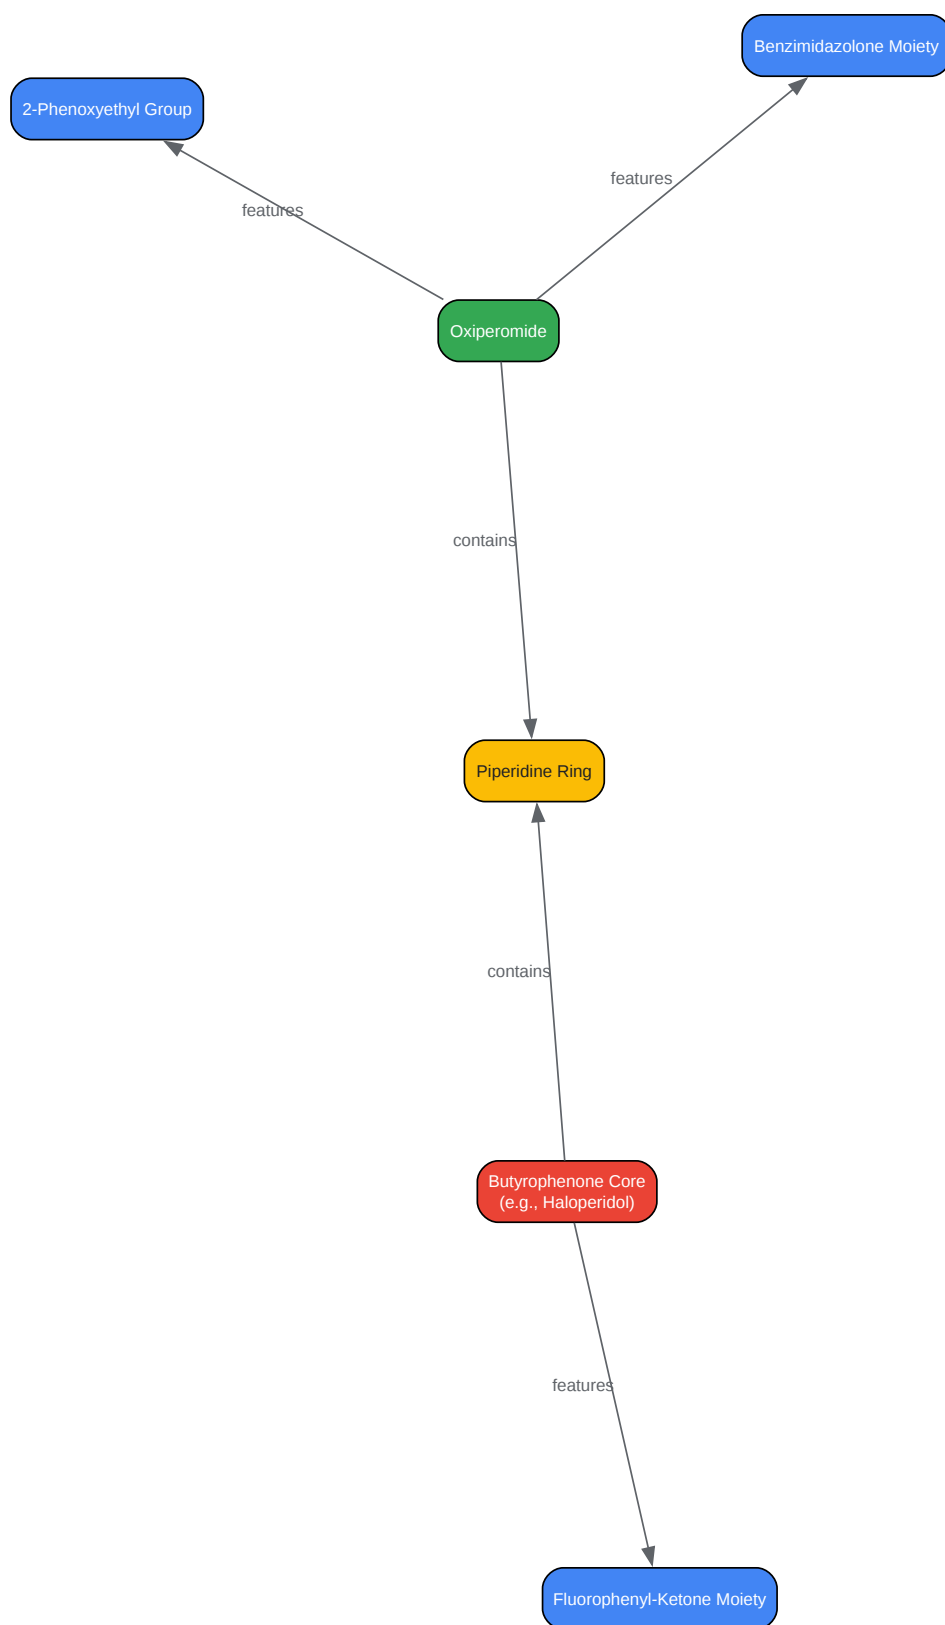 Benzimidazolone Moiety
2-Phenoxyethyl Group
features
features
Oxiperomide
contains
Piperidine Ring
contains
Butyrophenone Core
(e.g., Haloperidol)
features
Fluorophenyl-Ketone Moiety